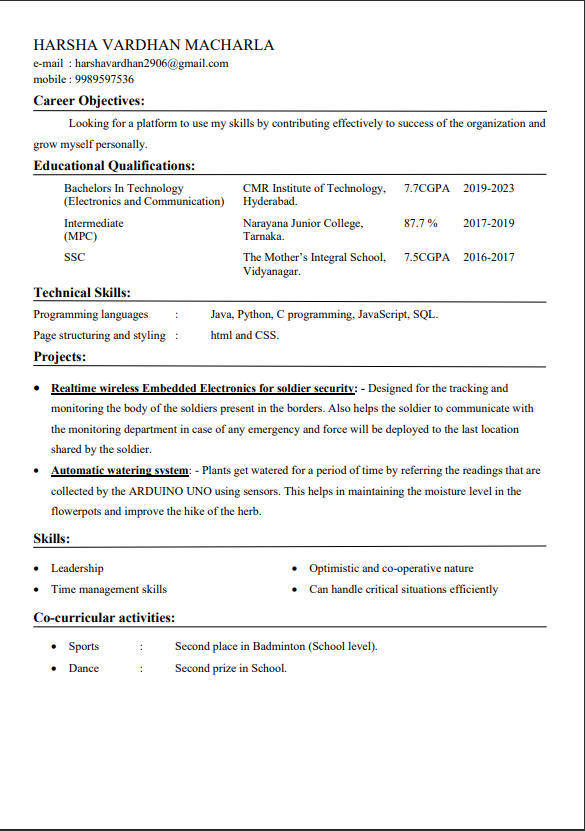 HARSHA VARDHAN MACHARLA
e-mail : harshavardhan2906@gmail.com
mobile : 9989597536
Career Objectives:
Looking for a platform to use my skills by contributing effectively to success of the organization and
grow myself personally.
Educational Qualifications:
Bachelors In Technology CMR Institute of Technology, 7.7CGPA 2019-2023
(Electronics and Communication) Hyderabad.
Intermediate Narayana Junior College, 87.7 % 2017-2019
(MPC) Tarnaka.
SSC The Mother's Integral School, 7.5CGPA 2016-2017
Vidyanagar.
Technical Skills:
Programming languages : Java, Python, C programming, JavaScript, SQL.
Page structuring and styling : html and CSS.
Projects:
• Realtime wireless Embedded Electronics for soldier security: - Designed for the tracking and
monitoring the body of the soldiers present in the borders. Also helps the soldier to communicate with
the monitoring department in case of any emergency and force will be deployed to the last location
shared by the soldier.
• Automatic watering system: - Plants get watered for a period of time by referring the readings that are
collected by the ARDUINO UNO using sensors. This helps in maintaining the moisture level in the
flowerpots and improve the hike of the herb.
Skills:
• Leadership • Optimistic and co-operative nature
• Time management skills • Can handle critical situations efficiently
Co-curricular activities:
• Sports : Second place in Badminton (School level).
• Dance : Second prize in School.